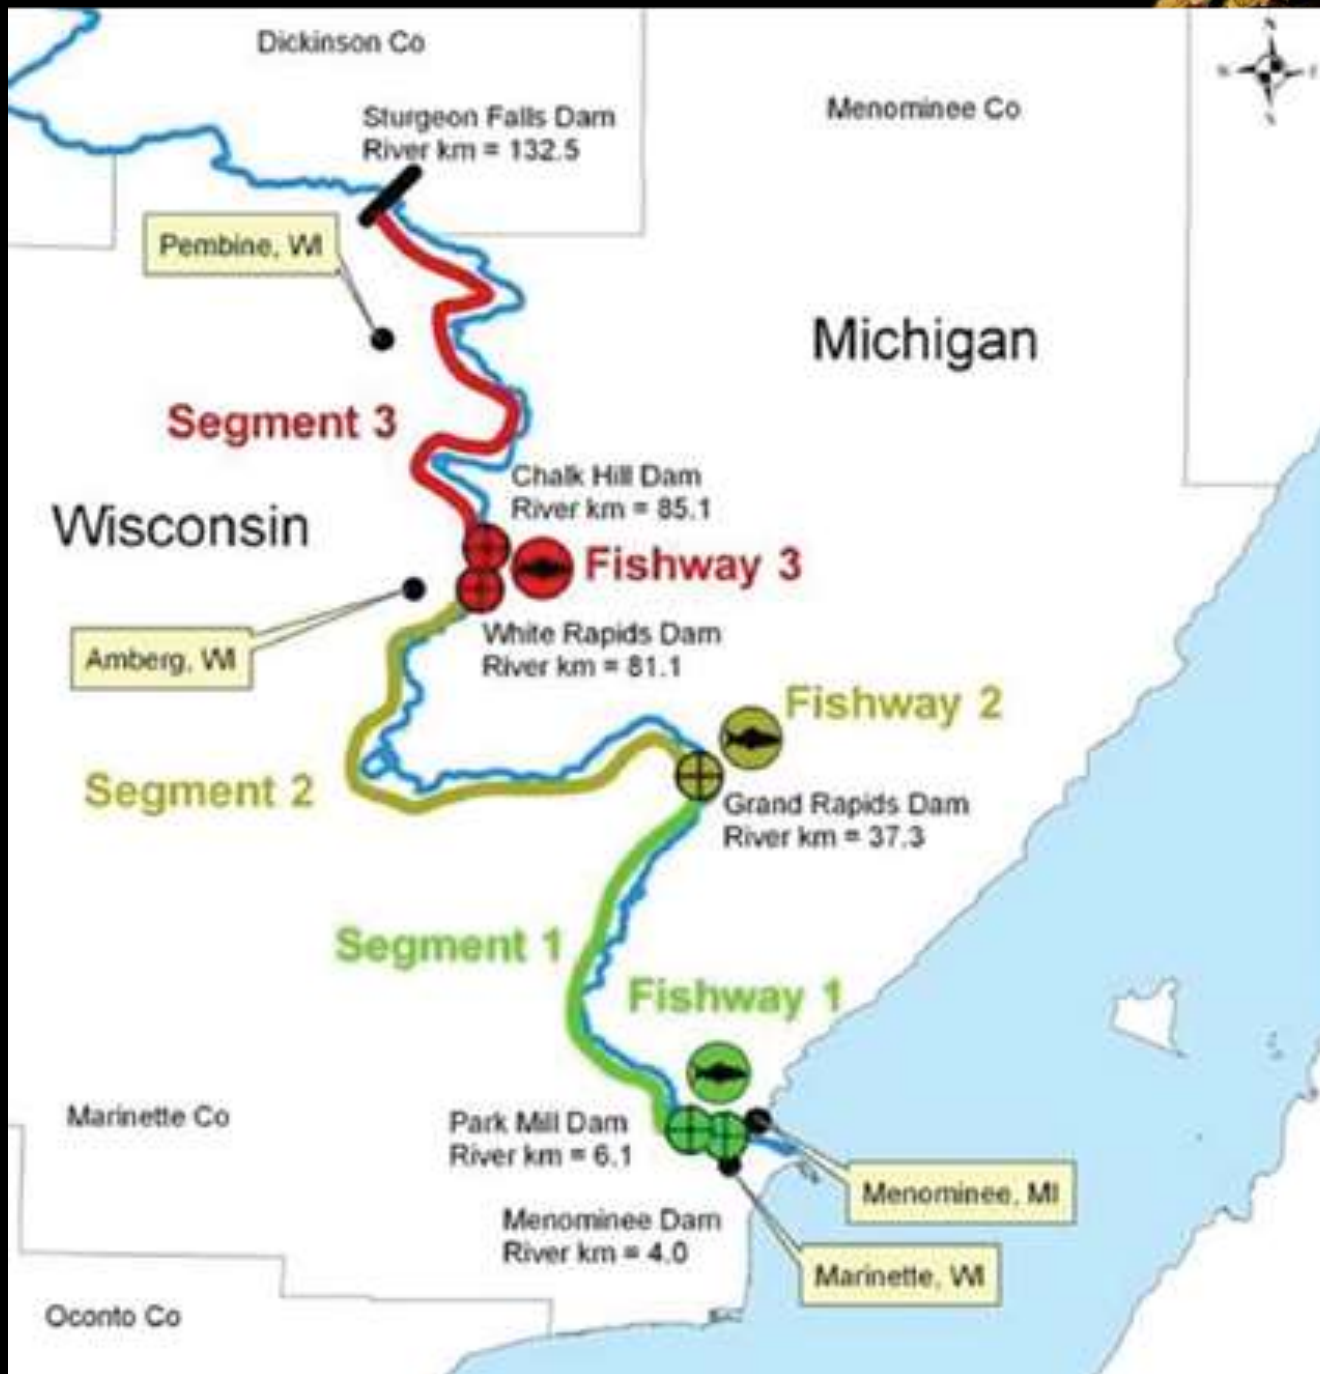 Dickinson Co
Sturgeon Falls Dam
River km = 132.5
Menominee Co
N
Pembine, WI
Michigan
Segment 3
Chalk Hill Dam
River km = 85.1
Wisconsin
Fishway 3
White Rapids Dam
River km = 81.1
Amberg, WI
Fishway 2
Segment 2
Grand Rapids Dam
River km = 37.3
Segment 1
Fishway 1
Marinette Co
Park Mill Dam
River km = 6.1
Menominee, MI
Menominee Dam
River km = 4.0
Marinette, WI
Oconto Co